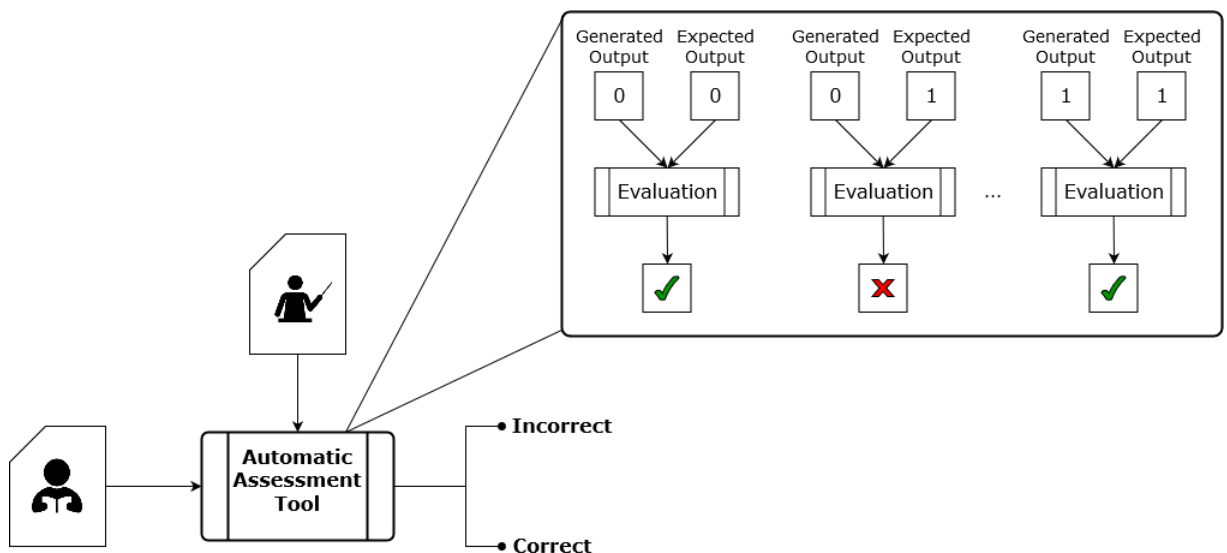 Generated Expected Generated Expected Generated Expected
Output Output Output Output Output Output
0 0 0 1 1 1
Evaluation Evaluation ... Evaluation
Incorrect
Automatic
Assessment
Tool
Correct